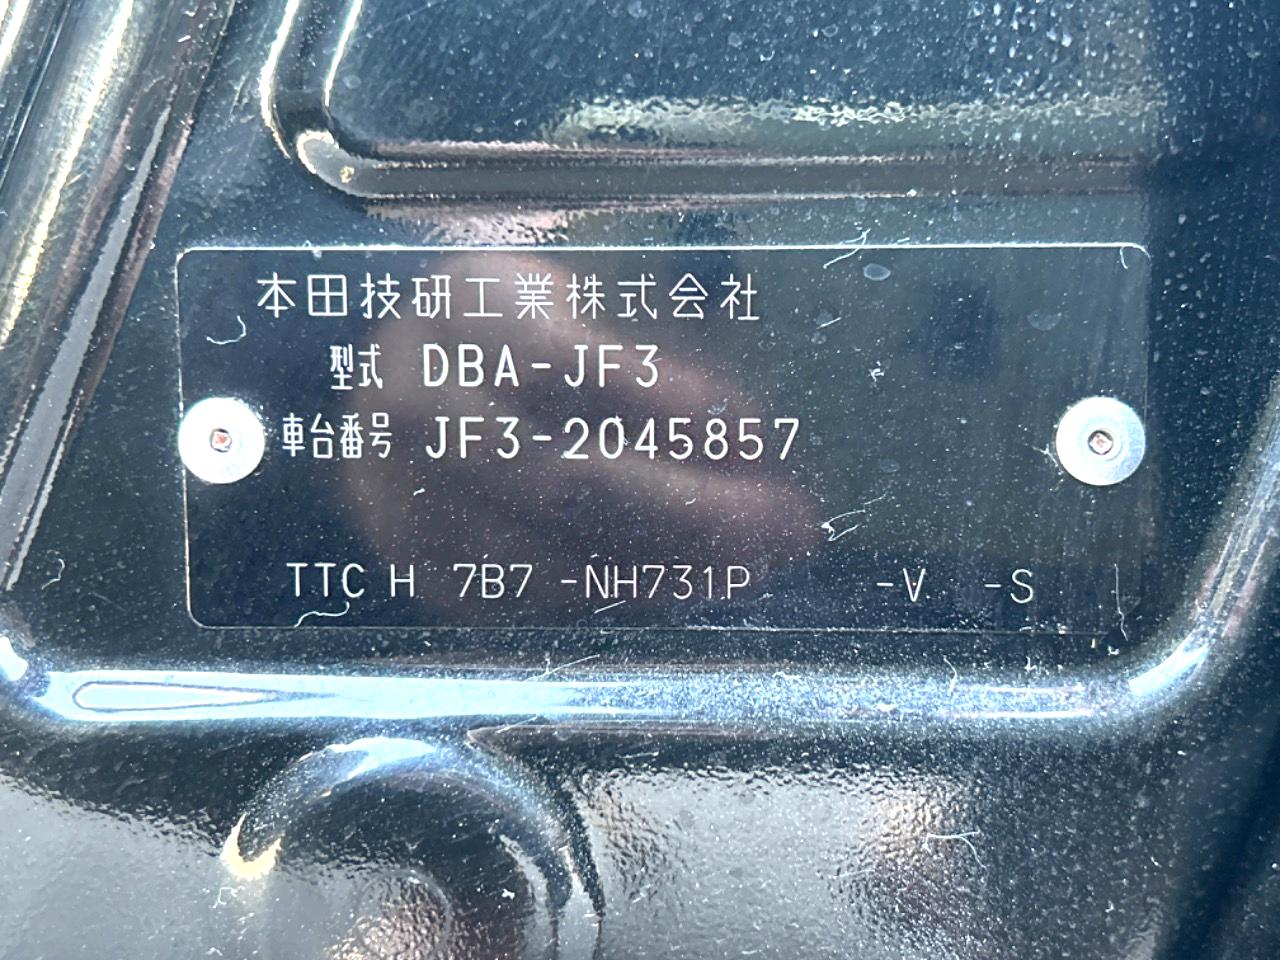 本田技研工業株式会社
型式 DBA-JF3
車台番号 JF3-2045857
TTC H 7B7 -NH731P -V -S